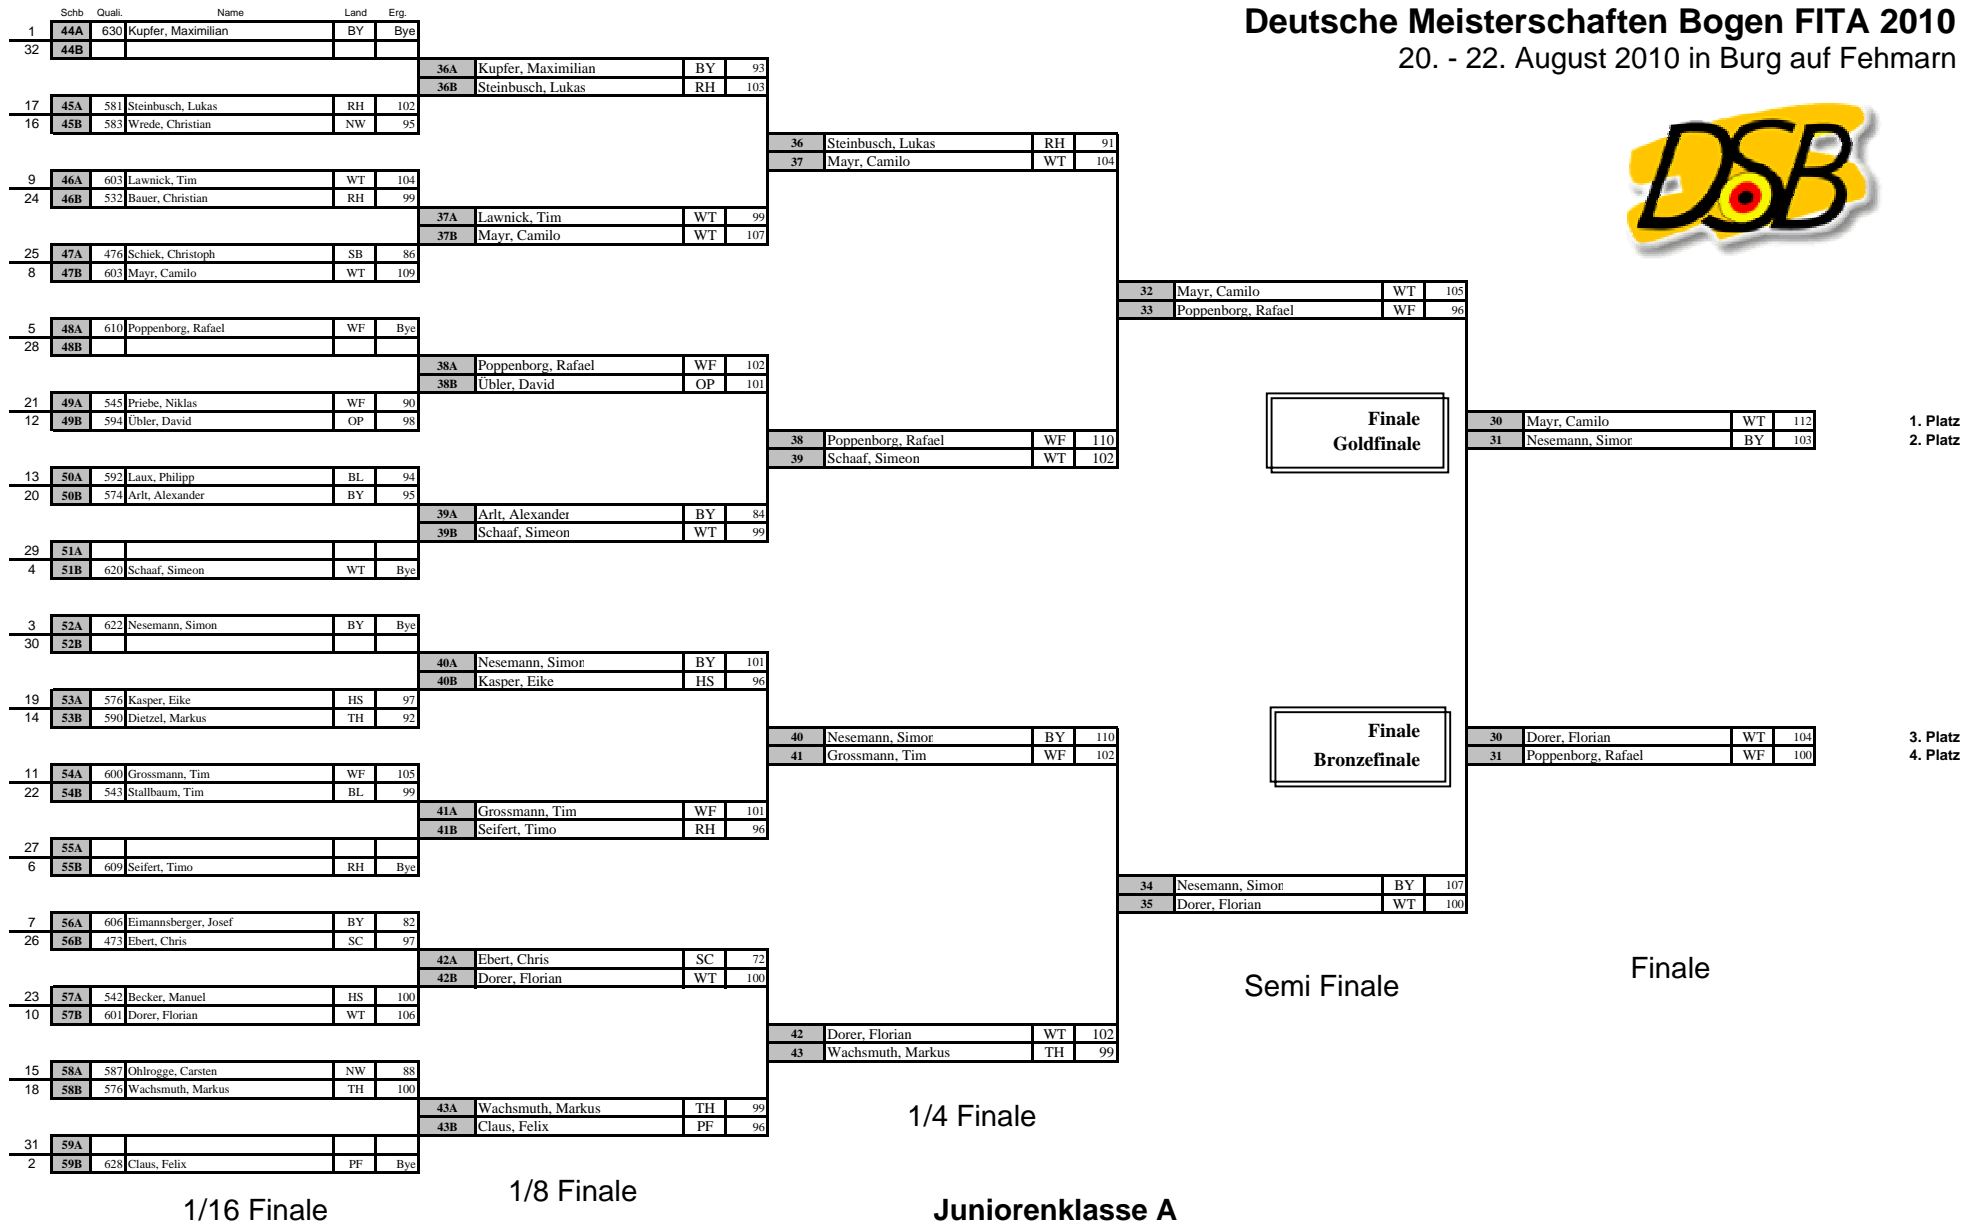 Deutsche Meisterschaften Bogen FITA 2010
20. - 22. August 2010 in Burg auf Fehmarn
DSB
Schb Quali. Name Land Erg.
1 44A 630 Kupfer, Maximilian BY Bye
32 44B
17 45A 581 Steinbusch, Lukas RH 102
16 45B 583 Wrede, Christian NW 95
9 46A 603 Lawnick, Tim WT 104
24 46B 532 Bauer, Christian RH 99
25 47A 476 Schiek, Christoph SB 86
8 47B 603 Mayr, Camilo WT 109
5 48A 610 Poppenborg, Rafael WF Bye
28 48B
21 49A 545 Priebe, Niklas WF 90
12 49B 594 Übler, David OP 98
13 50A 592 Laux, Philipp BL 94
20 50B 574 Arlt, Alexander BY 95
29 51A
4 51B 620 Schaaf, Simeon WT Bye
3 52A 622 Nesemann, Simon BY Bye
30 52B
19 53A 576 Kasper, Eike HS 97
14 53B 590 Dietzel, Markus TH 92
11 54A 600 Grossmann, Tim WF 105
22 54B 543 Stallbaum, Tim BL 99
27 55A
6 55B 609 Seifert, Timo RH Bye
7 56A 606 Eimannsberger, Josef BY 82
26 56B 473 Ebert, Chris SC 97
23 57A 542 Becker, Manuel HS 100
10 57B 601 Dorer, Florian WT 106
15 58A 587 Ohlrogge, Carsten NW 88
18 58B 576 Wachsmuth, Markus TH 100
31 59A
2 59B 628 Claus, Felix PF Bye
1/16 Finale
36A Kupfer, Maximilian BY 93
36B Steinbusch, Lukas RH 103
37A Lawnick, Tim WT 99
37B Mayr, Camilo WT 107
38A Poppenborg, Rafael WF 102
38B Übler, David OP 101
39A Arlt, Alexander BY 84
39B Schaaf, Simeon WT 99
40A Nesemann, Simon BY 101
40B Kasper, Eike HS 96
41A Grossmann, Tim WF 101
41B Seifert, Timo RH 96
42A Ebert, Chris SC 72
42B Dorer, Florian WT 100
43A Wachsmuth, Markus TH 99
43B Claus, Felix PF 96
1/8 Finale
36 Steinbusch, Lukas RH 91
37 Mayr, Camilo WT 104
38 Poppenborg, Rafael WF 110
39 Schaaf, Simeon WT 102
40 Nesemann, Simon BY 110
41 Grossmann, Tim WF 102
42 Dorer, Florian WT 102
43 Wachsmuth, Markus TH 99
1/4 Finale
32 Mayr, Camilo WT 105
33 Poppenborg, Rafael WF 96
34 Nesemann, Simon BY 107
35 Dorer, Florian WT 100
Semi Finale
Finale
Goldfinale
30 Mayr, Camilo WT 112 1. Platz
31 Nesemann, Simon BY 103 2. Platz
Finale
Bronzefinale
30 Dorer, Florian WT 104 3. Platz
31 Poppenborg, Rafael WF 100 4. Platz
Finale
Juniorenklasse A